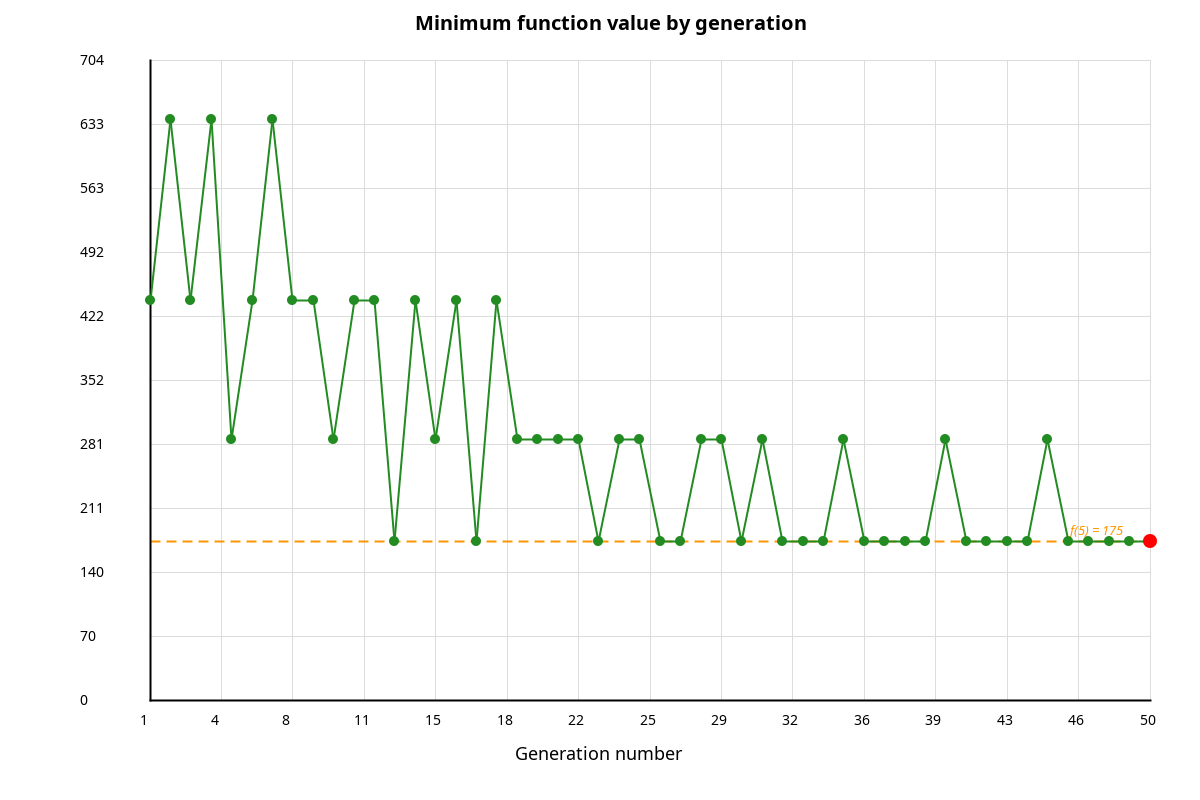 Minimum function value by generation
704
633
563
492
422
352
281
211
140
70
0
f(5) = 175
1 4 8 11 15 18 22 25 29 32 36 39 43 46 50
Generation number